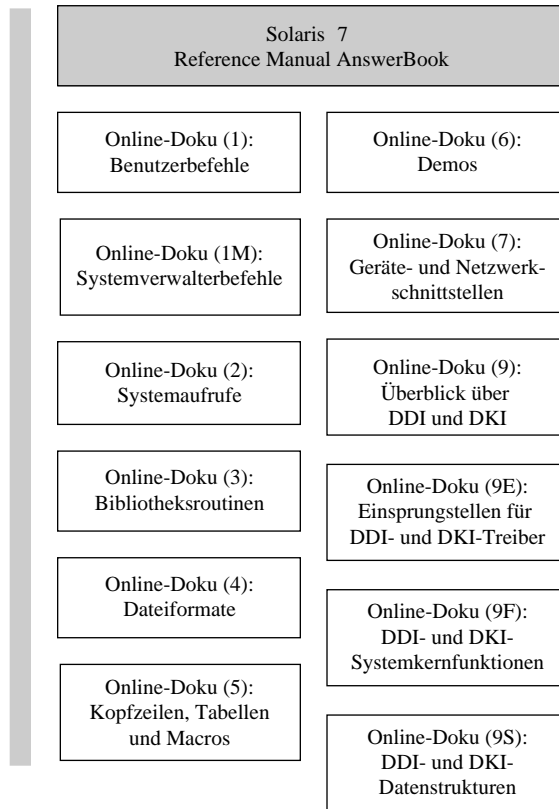 Solaris 7
Reference Manual AnswerBook
Online-Doku (1):
Benutzerbefehle
Online-Doku (1M):
Systemverwalterbefehle
Online-Doku (2):
Systemaufrufe
Online-Doku (3):
Bibliotheksroutinen
Online-Doku (4):
Dateiformate
Online-Doku (5):
Kopfzeilen, Tabellen
und Macros
Online-Doku (6):
Demos
Online-Doku (7):
Geräte- und Netzwerk-
schnittstellen
Online-Doku (9):
Überblick über
DDI und DKI
Online-Doku (9E):
Einsprungstellen für
DDI- und DKI-Treiber
Online-Doku (9F):
DDI- und DKI-
Systemkernfunktionen
Online-Doku (9S):
DDI- und DKI-
Datenstrukturen